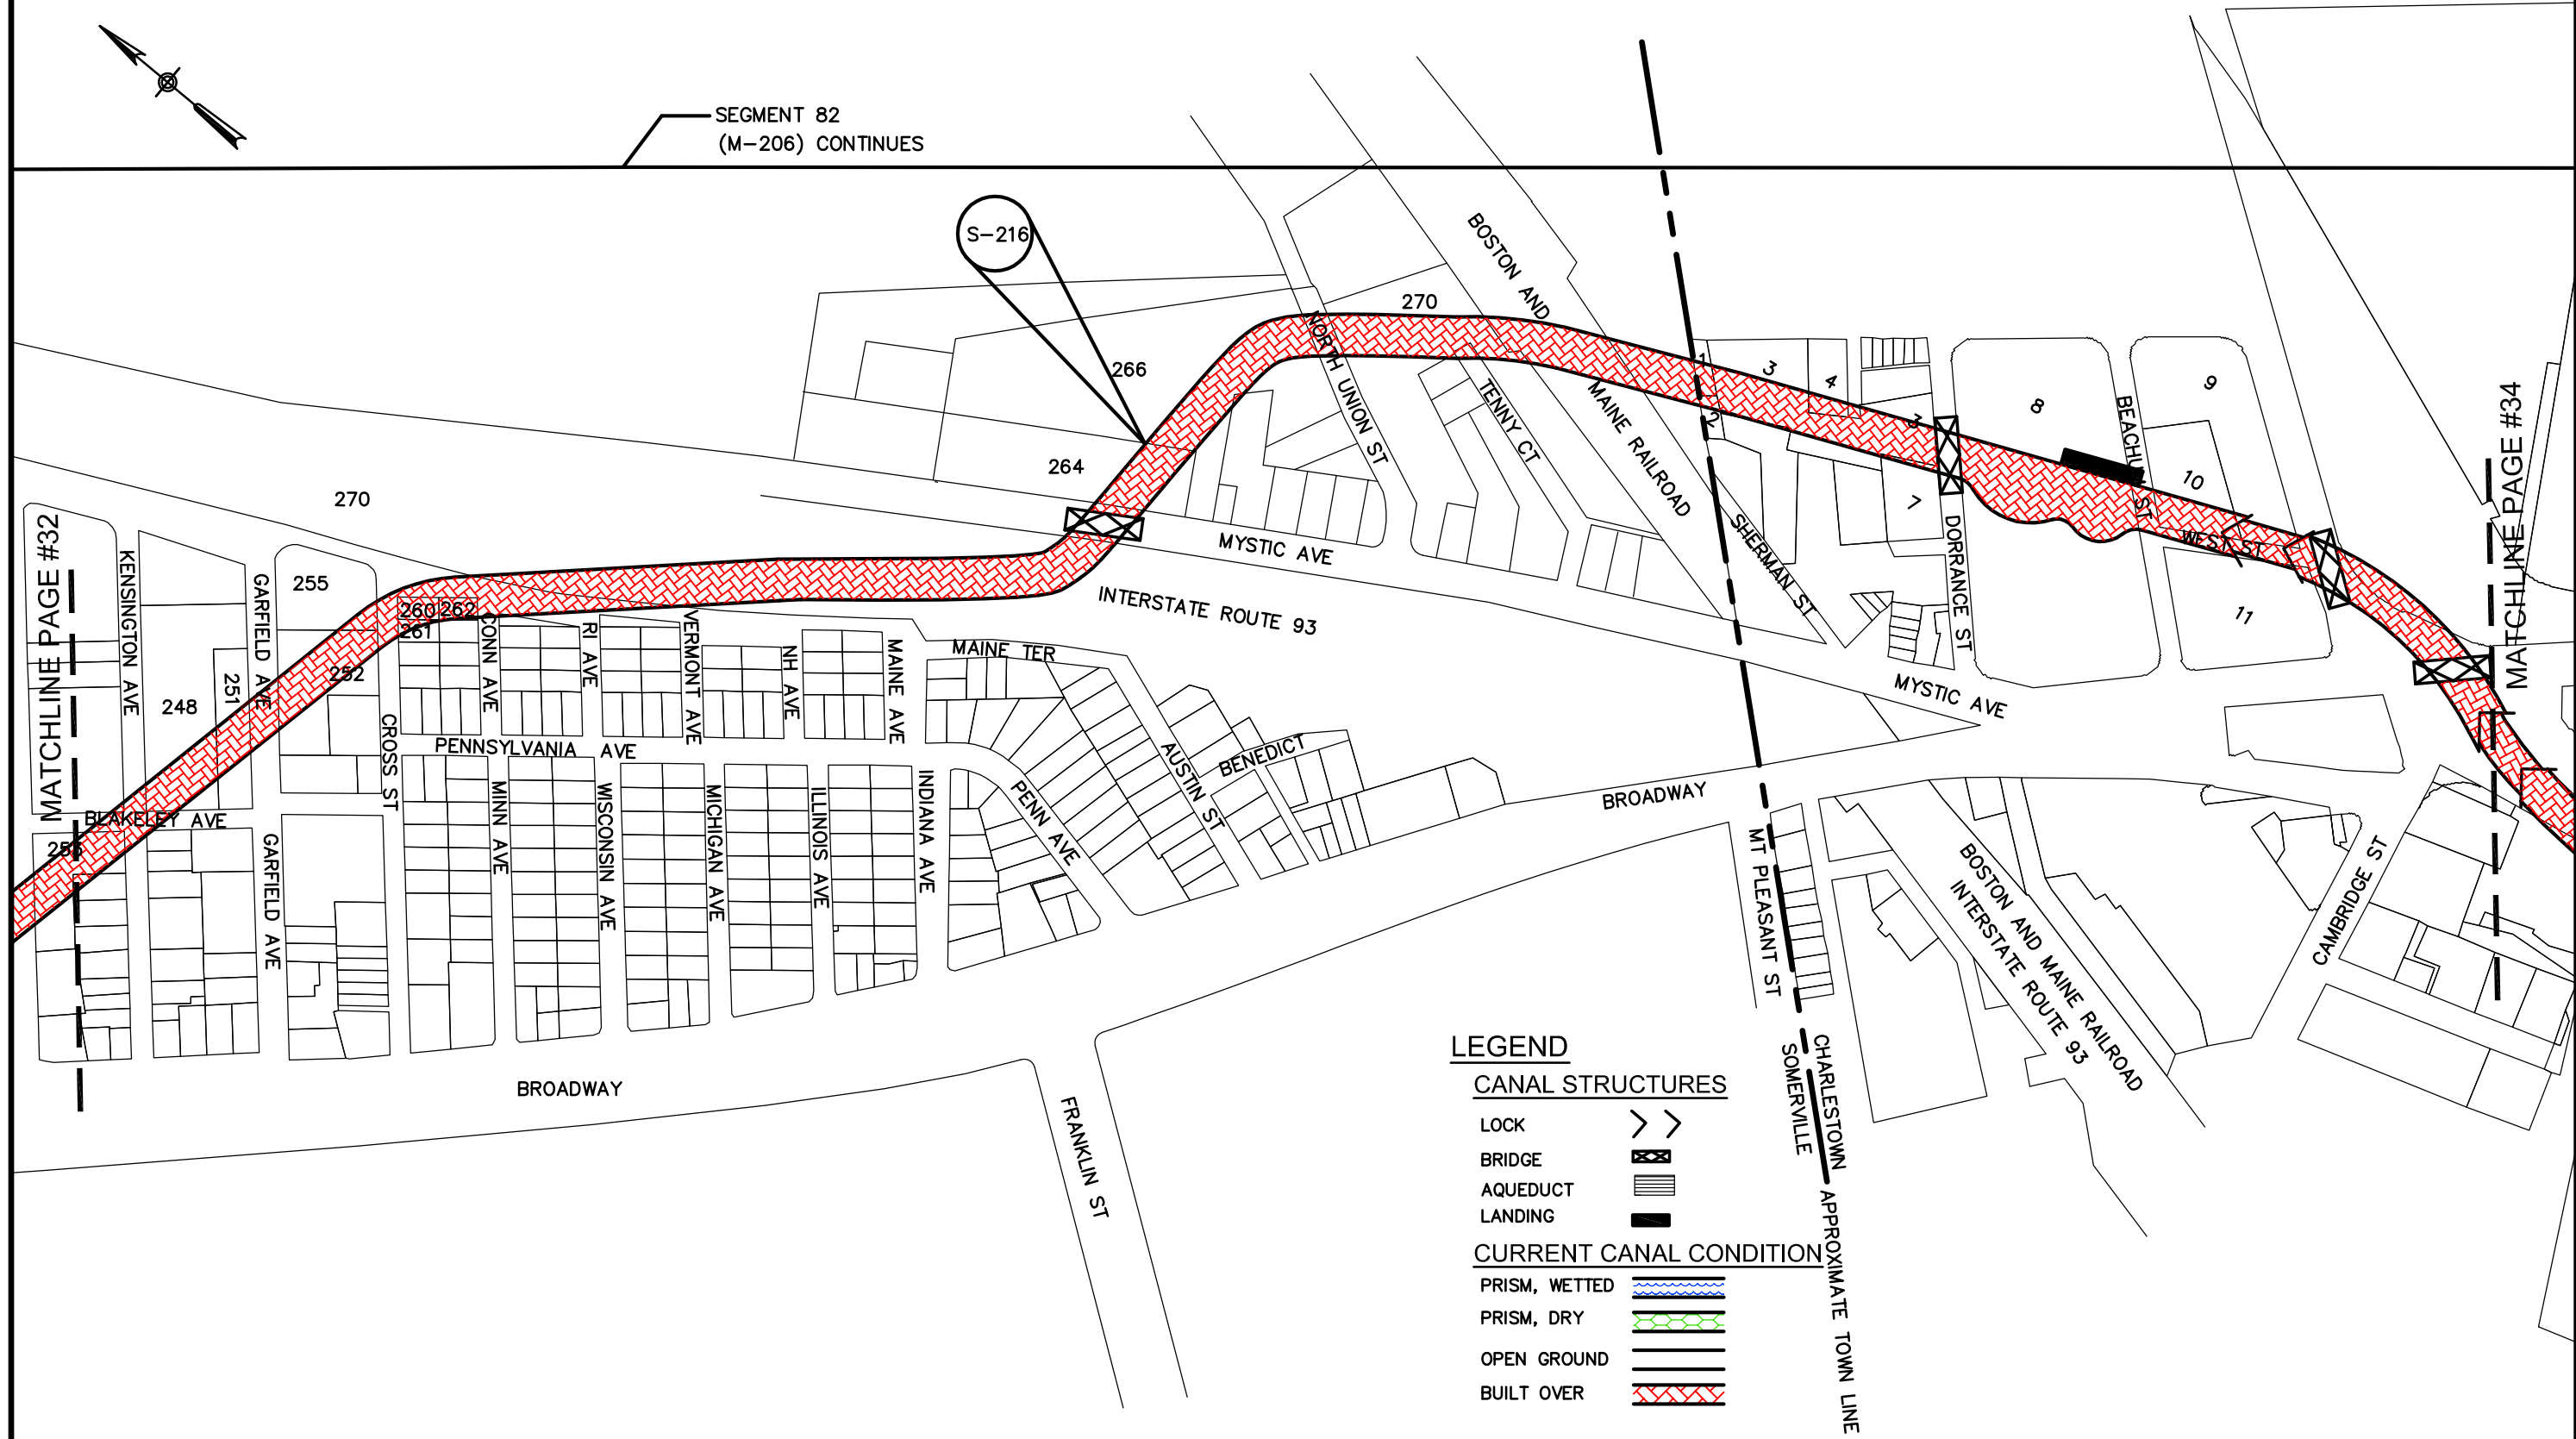 SEGMENT 82
(M-206) CONTINUES
S-216
BOSTON AND
MAINE RAILROAD
270
266
264
270
NORTH UNION ST
TENNY CT
1
2
3
4
3
7
8
9
10
11
BEACHU
ST
WEST ST
DORRANCE ST
SHERMAN ST
MYSTIC AVE
MYSTIC AVE
INTERSTATE ROUTE 93
MATCHLINE PAGE #32
MATCHLINE PAGE #34
KENSINGTON AVE
GARFIELD AVE
255
260
262
261
252
251
248
BLAKELEY AVE
CONN AVE
RI AVE
VERMONT AVE
NH AVE
MAINE AVE
MAINE TER
CROSS ST
PENNSYLVANIA AVE
GARFIELD AVE
MINN AVE
WISCONSIN AVE
MICHIGAN AVE
ILLINOIS AVE
INDIANA AVE
PENN AVE
AUSTIN ST
BENEDICT
BROADWAY
BROADWAY
FRANKLIN ST
MT PLEASANT ST
BOSTON AND MAINE RAILROAD
INTERSTATE ROUTE 93
CAMBRIDGE ST
SOMERVILLE
CHARLESTOWN
APPROXIMATE TOWN LINE
LEGEND
CANAL STRUCTURES
LOCK
BRIDGE
AQUEDUCT
LANDING
CURRENT CANAL CONDITION
PRISM, WETTED
PRISM, DRY
OPEN GROUND
BUILT OVER